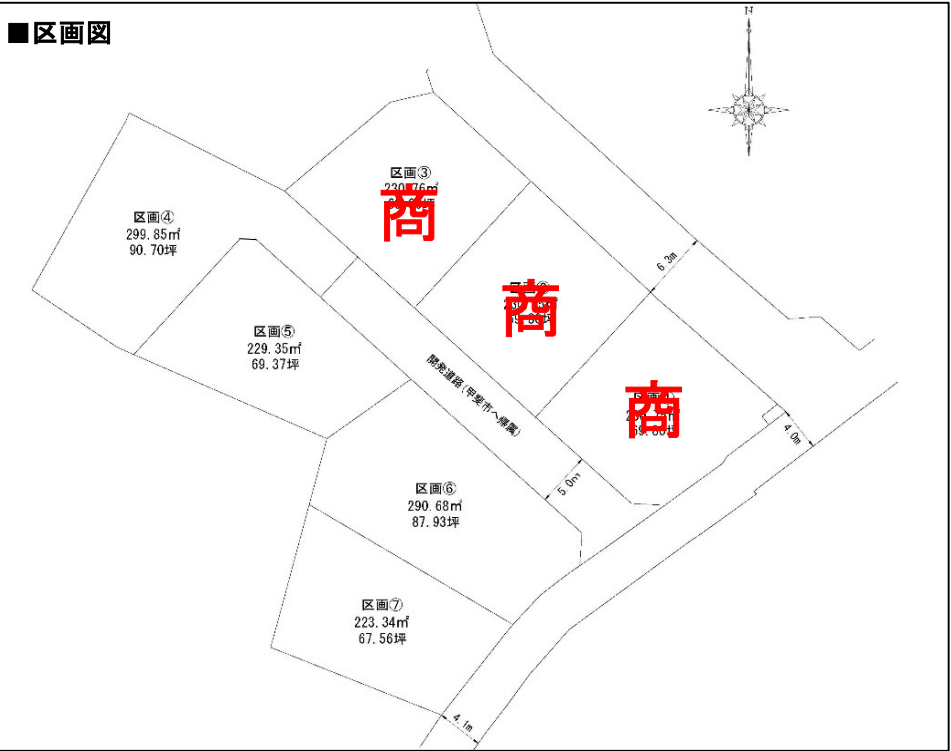 ■区画図
N
区画③
商
区画④
299.85㎡
90.70坪
6.3m
商
区画⑤
229.35㎡
69.37坪
開発道路(甲斐市へ帰属)
商
4.0m
5.0m
区画⑥
290.68㎡
87.93坪
区画⑦
223.34㎡
67.56坪
4.1m